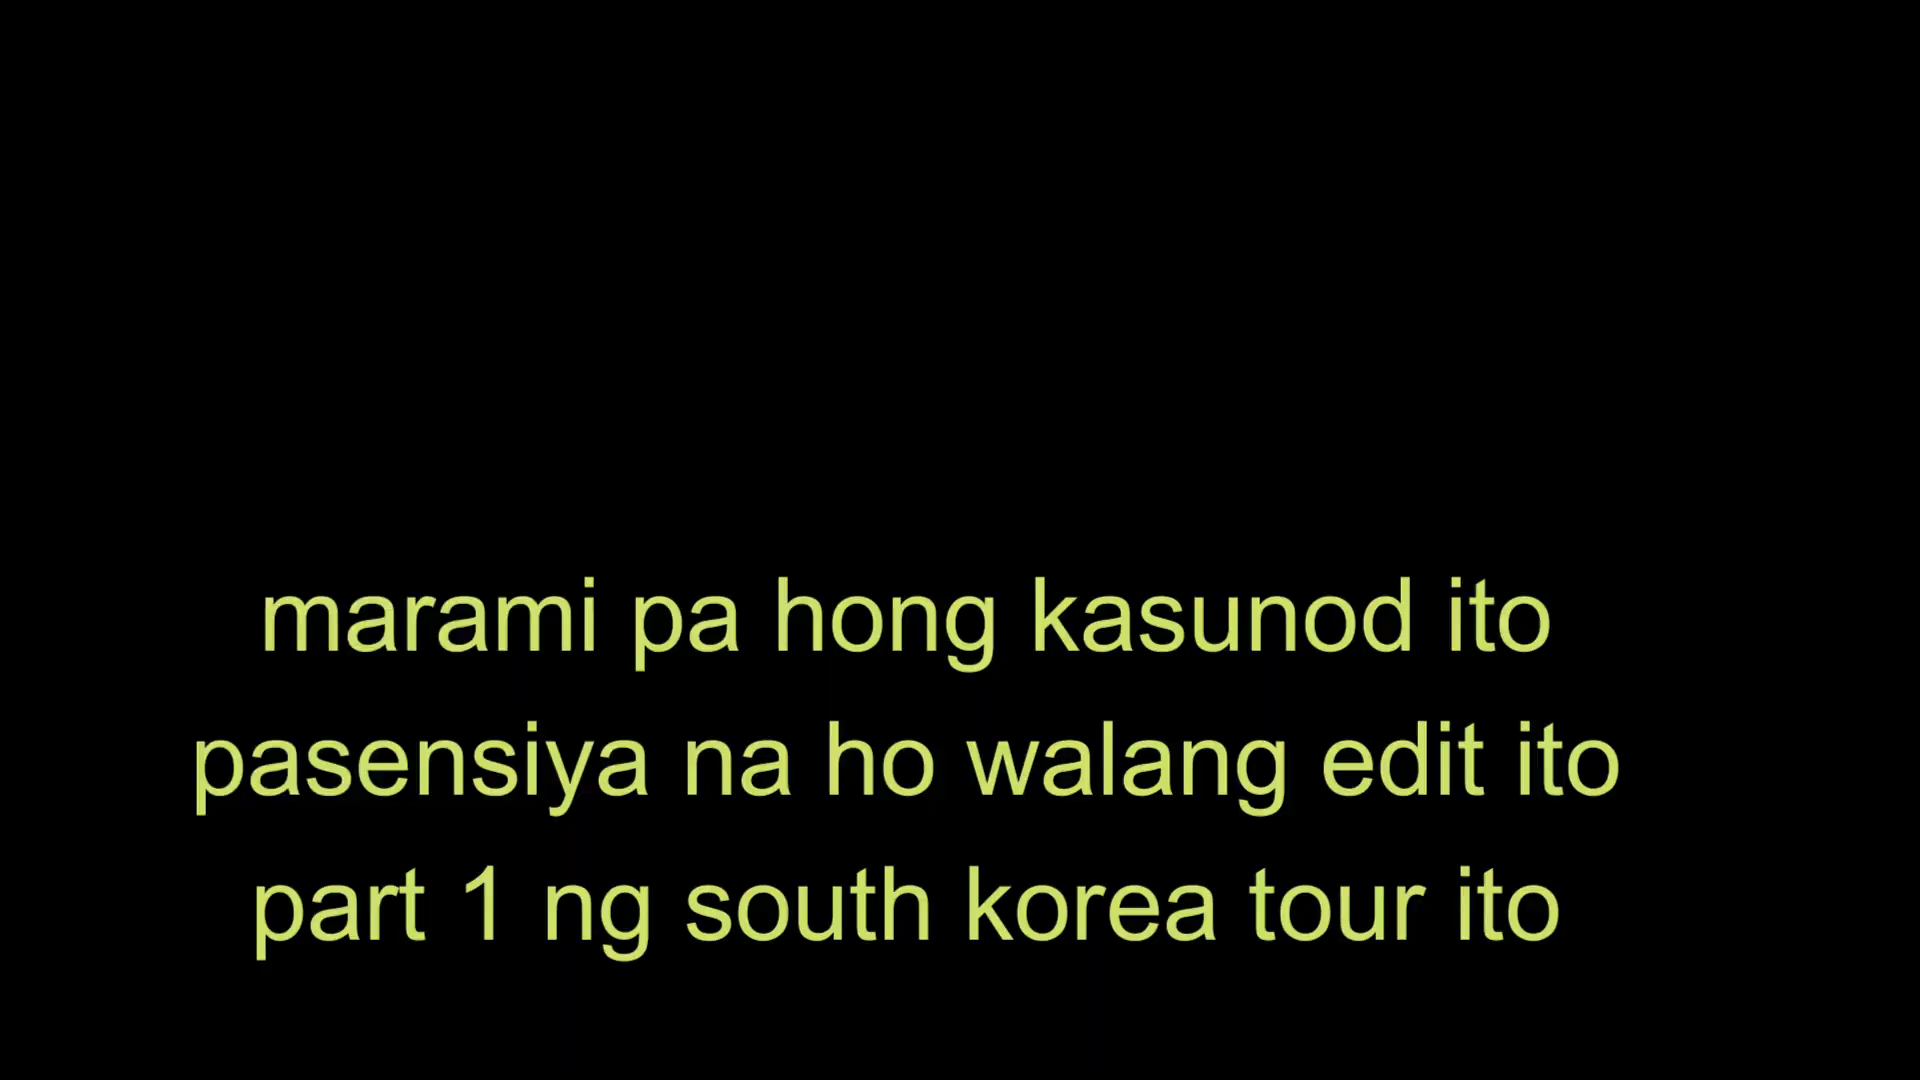 marami pa hong kasunod ito
pasensiya na ho walang edit ito
part 1 ng south korea tour ito